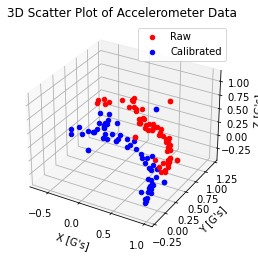 3D Scatter Plot of Accelerometer Data
Raw
Calibrated
1.00
0.75
0.50
0.25
0.00
-0.25
Z [G's]
1.25
1.00
0.75
0.50
0.25
0.00
-0.25
Y [G's]
-0.5
0.0
0.5
1.0
X [G's]